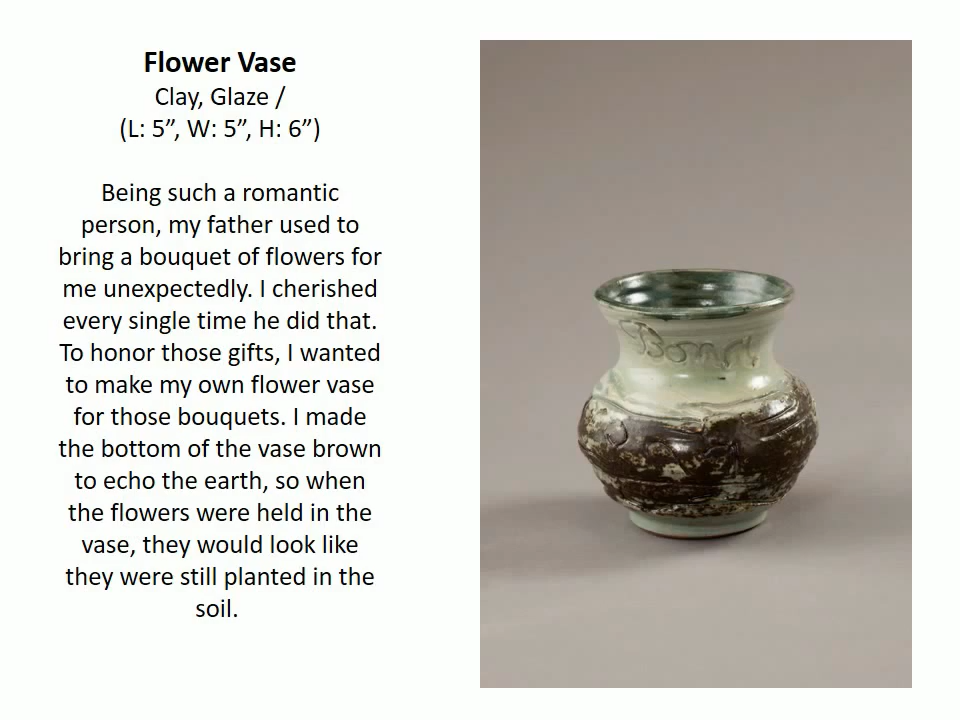 Flower Vase
Clay, Glaze /
(L: 5”, W: 5”, H: 6”)
Being such a romantic
person, my father used to
bring a bouquet of flowers for
me unexpectedly. I cherished
every single time he did that.
To honor those gifts, I wanted
to make my own flower vase
for those bouquets. I made
the bottom of the vase brown
to echo the earth, so when
the flowers were held in the
vase, they would look like
they were still planted in the
soil.